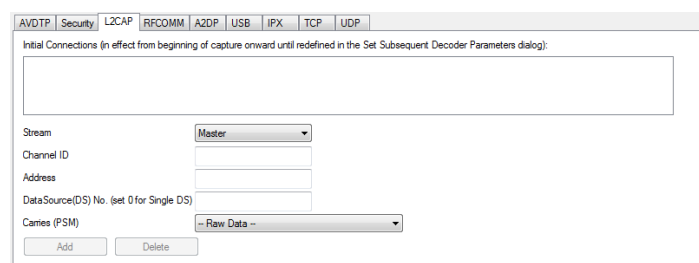 AVDTP Security L2CAP RFCOMM A2DP USB IPX TCP UDP
Initial Connections (in effect from beginning of capture onward until redefined in the Set Subsequent Decoder Parameters dialog):
Stream Master
Channel ID
Address
DataSource(DS) No. (set 0 for Single DS)
Carries (PSM) -- Raw Data --
Add Delete